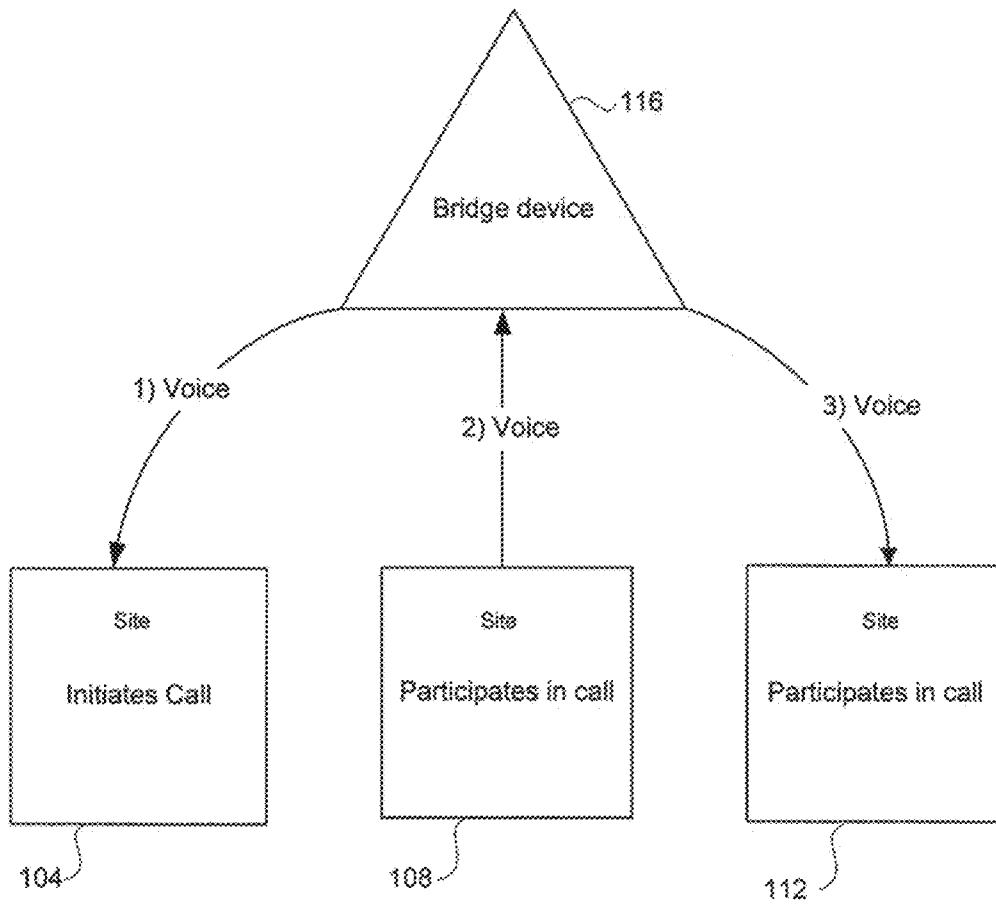 116
Bridge device
1) Voice
2) Voice
3) Voice
Site
Initiates Call
Site
Participates in call
Site
Participates in call
104
108
112